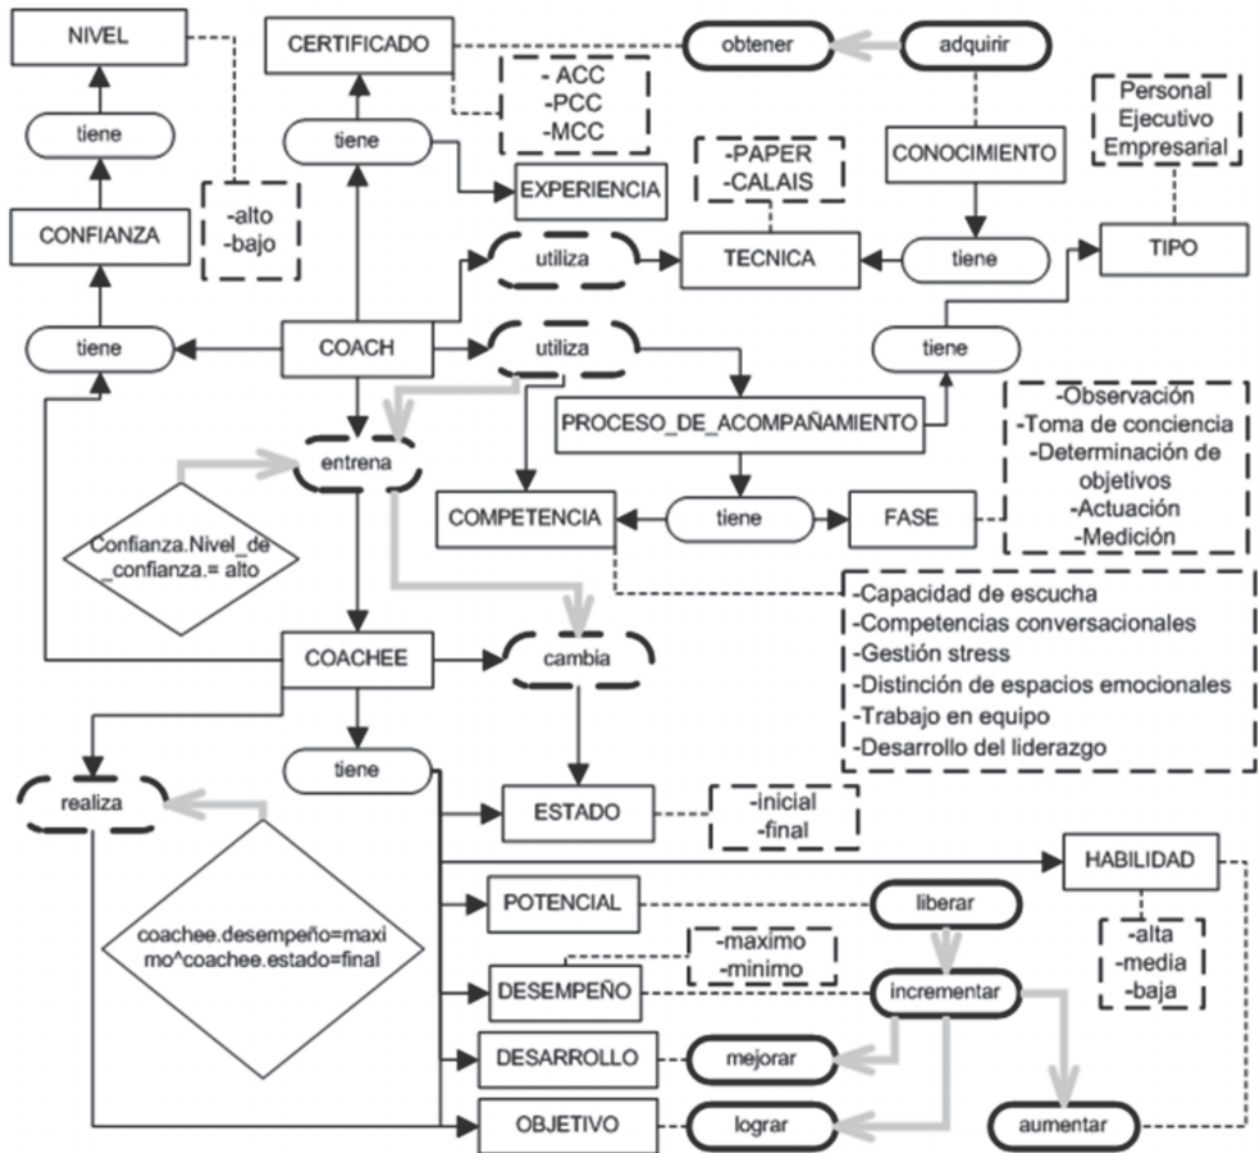 NIVEL
CERTIFICADO
obtener
adquirir
- ACC
-PCC
-MCC
Personal
Ejecutivo
Empresarial
tiene
tiene
-PAPER
-CALAIS
CONOCIMIENTO
EXPERIENCIA
-alto
-bajo
CONFIANZA
utiliza
TECNICA
tiene
TIPO
tiene
COACH
utiliza
tiene
-Observación
-Toma de conciencia
-Determinación de
objetivos
-Actuación
-Medición
PROCESO_DE_ACOMPAÑAMIENTO
entrena
COMPETENCIA
tiene
FASE
Confianza.Nivel_de
_confianza.= alto
-Capacidad de escucha
-Competencias conversacionales
-Gestión stress
-Distinción de espacios emocionales
-Trabajo en equipo
-Desarrollo del liderazgo
COACHEE
cambia
tiene
realiza
ESTADO
-inicial
-final
HABILIDAD
POTENCIAL
liberar
-alta
-media
-baja
coachee.desempeño=maxi
mo^coachee.estado=final
-maximo
-minimo
DESEMPEÑO
incrementar
DESARROLLO
mejorar
OBJETIVO
lograr
aumentar